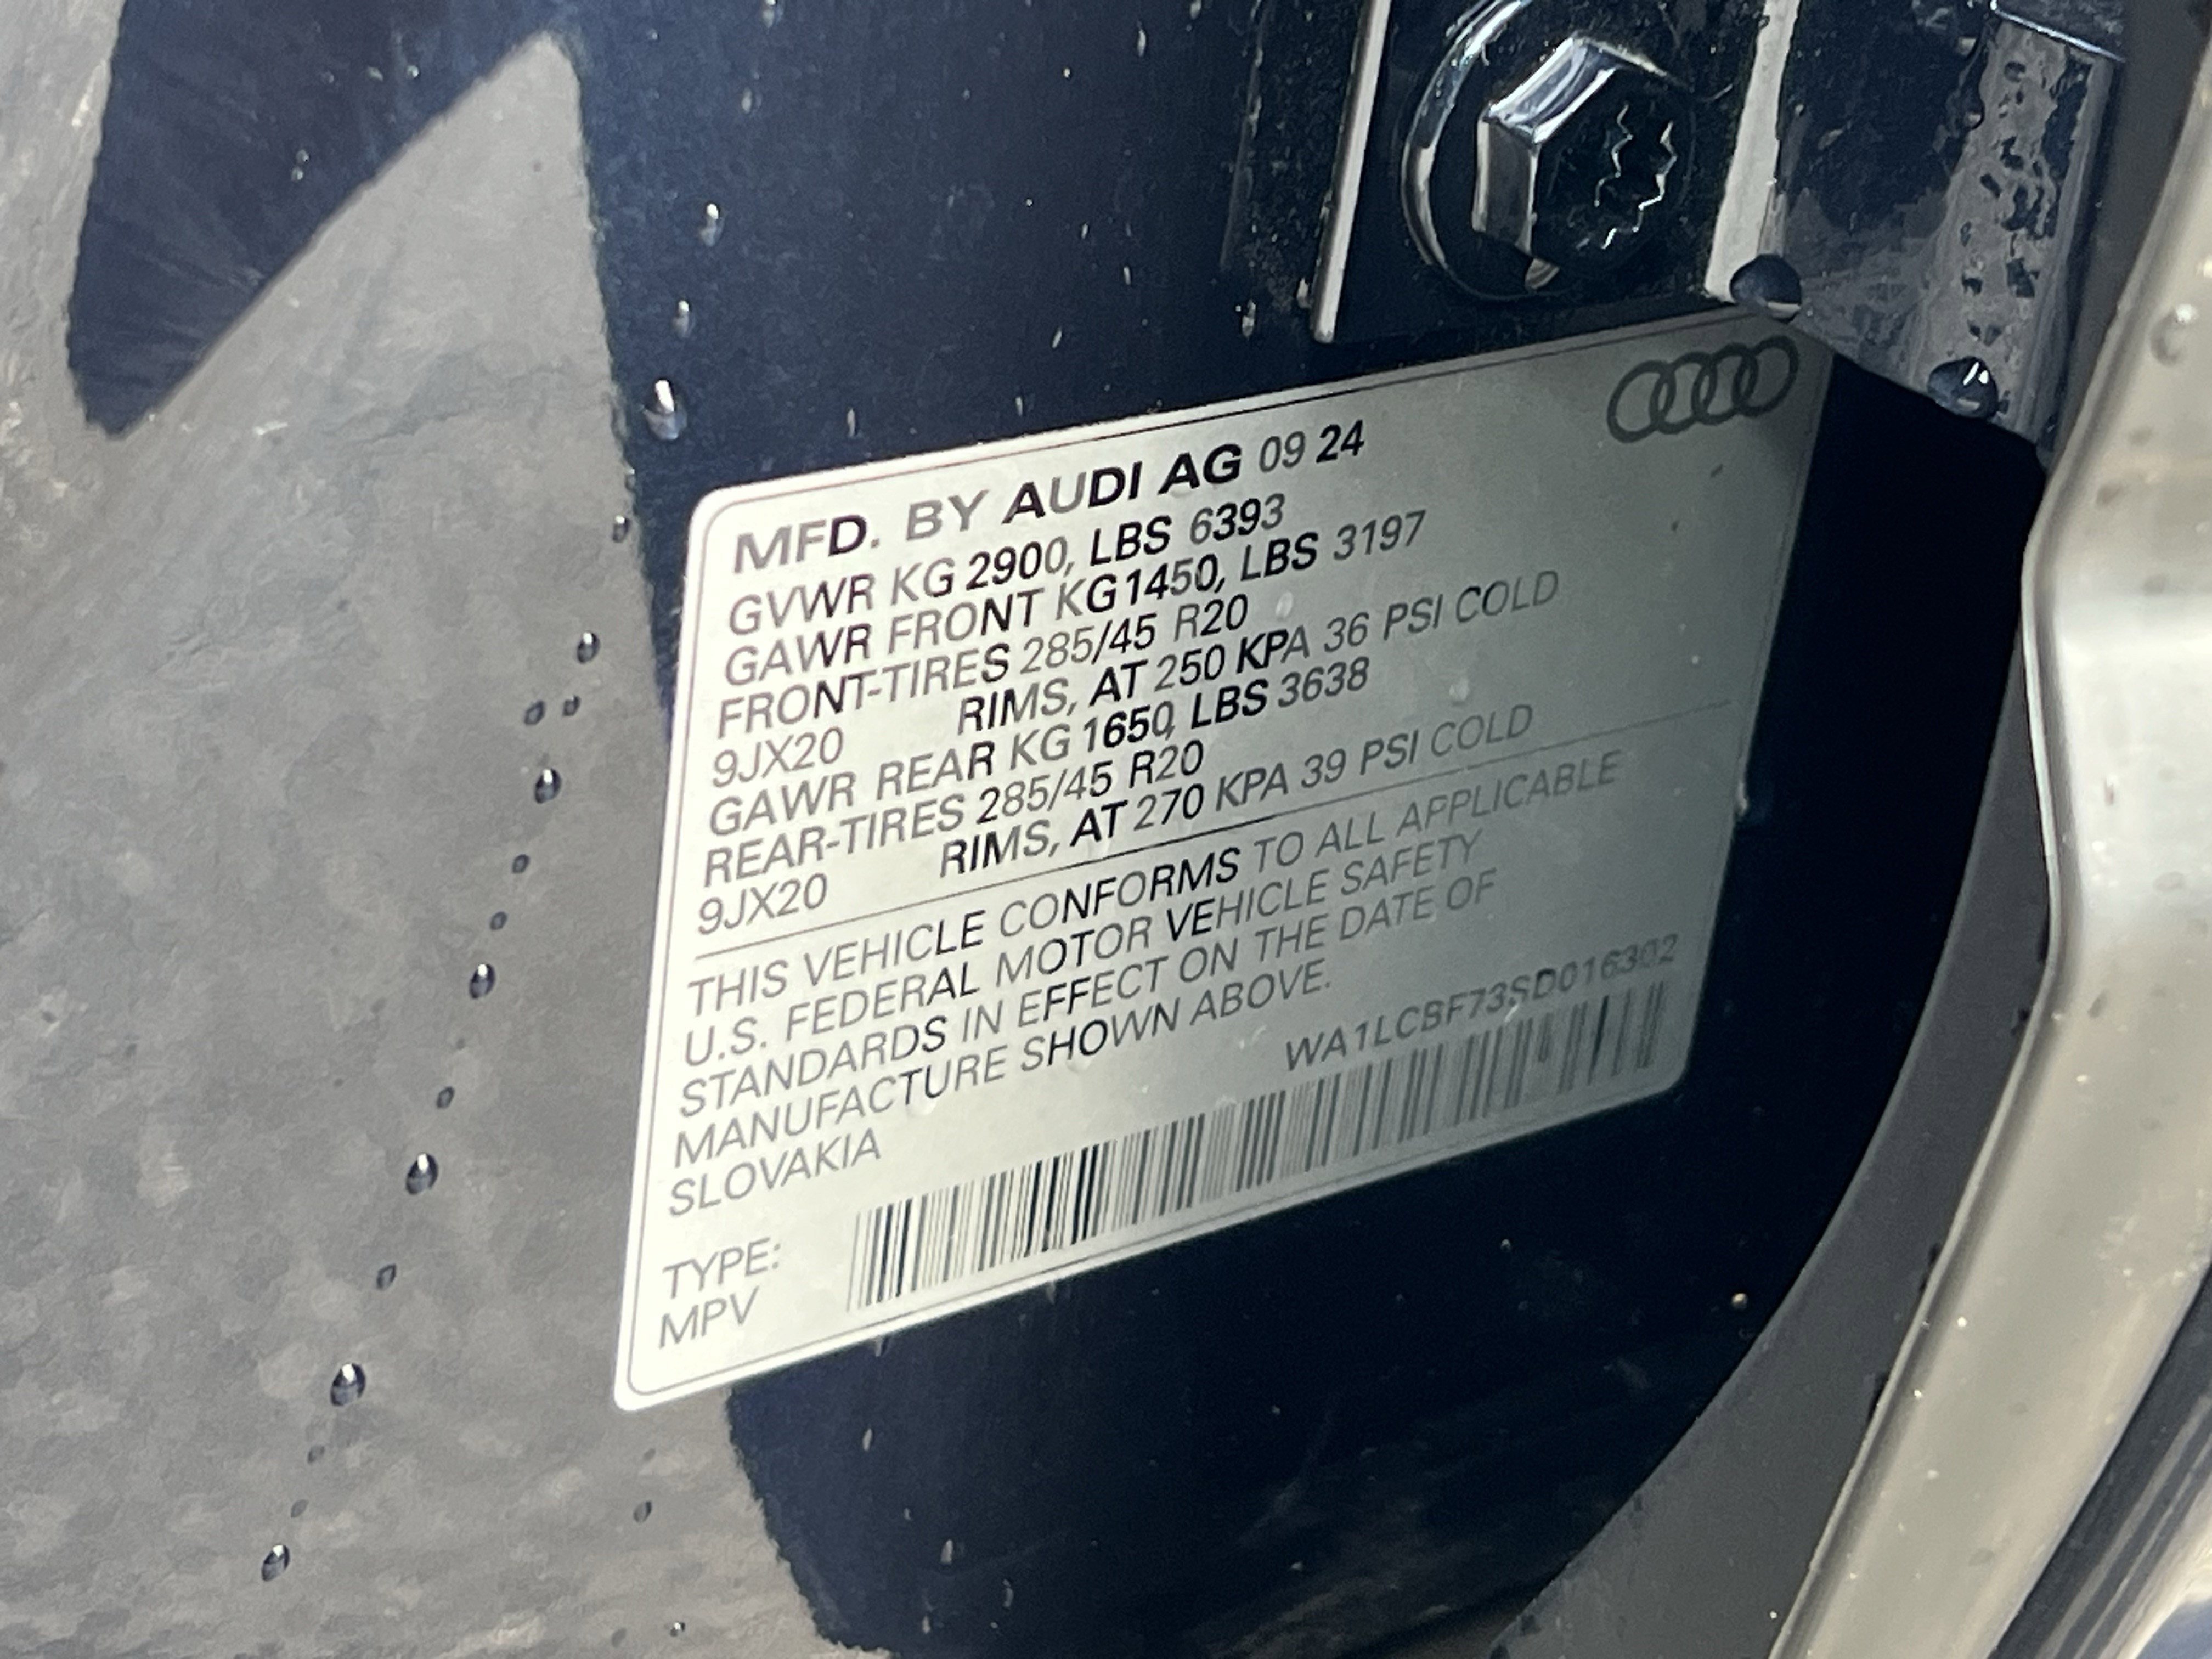 MFD. BY AUDI AG 09 24
GVWR KG 2900, LBS 6393
GAWR FRONT KG 1450, LBS 3197
FRONT-TIRES 285/45 R20
9JX20 RIMS, AT 250 KPA 36 PSI COLD
GAWR REAR KG 1650, LBS 3638
REAR-TIRES 285/45 R20
9JX20 RIMS, AT 270 KPA 39 PSI COLD
THIS VEHICLE CONFORMS TO ALL APPLICABLE
U.S. FEDERAL MOTOR VEHICLE SAFETY
STANDARDS IN EFFECT ON THE DATE OF
MANUFACTURE SHOWN ABOVE.
SLOVAKIA WA1LCBF73SD016302
TYPE:
MPV